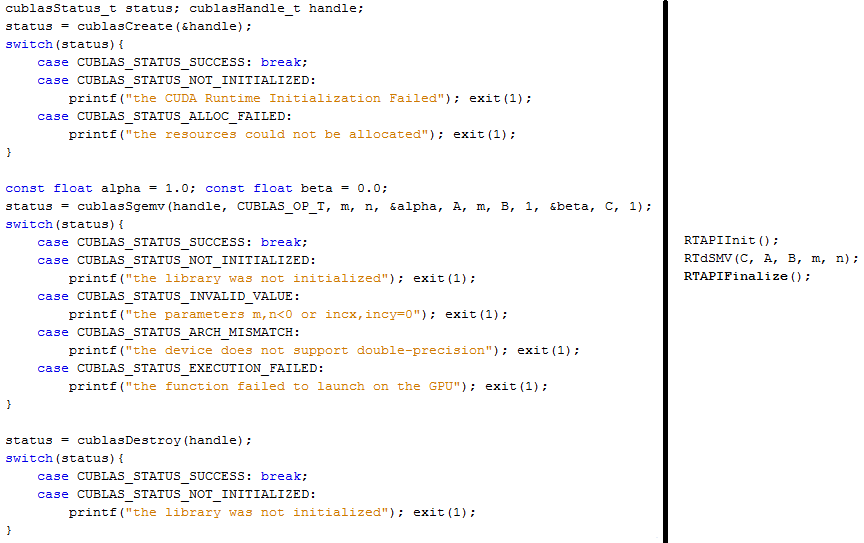 cublasStatus_t status; cublasHandle_t handle;
status = cublasCreate(&handle);
switch(status){
    case CUBLAS_STATUS_SUCCESS: break;
    case CUBLAS_STATUS_NOT_INITIALIZED:
        printf("the CUDA Runtime Initialization Failed"); exit(1);
    case CUBLAS_STATUS_ALLOC_FAILED:
        printf("the resources could not be allocated"); exit(1);
}
const float alpha = 1.0; const float beta = 0.0;
status = cublasSgemv(handle, CUBLAS_OP_T, m, n, &alpha, A, m, B, 1, &beta, C, 1);
switch(status){
    case CUBLAS_STATUS_SUCCESS: break;
    case CUBLAS_STATUS_NOT_INITIALIZED:
        printf("the library was not initialized"); exit(1);
    case CUBLAS_STATUS_INVALID_VALUE:
        printf("the parameters m,n<0 or incx,incy=0"); exit(1);
    case CUBLAS_STATUS_ARCH_MISMATCH:
        printf("the device does not support double-precision"); exit(1);
    case CUBLAS_STATUS_EXECUTION_FAILED:
        printf("the function failed to launch on the GPU"); exit(1);
}
status = cublasDestroy(handle);
switch(status){
    case CUBLAS_STATUS_SUCCESS: break;
    case CUBLAS_STATUS_NOT_INITIALIZED:
        printf("the library was not initialized"); exit(1);
}
RTAPIInit();
RTdSMV(C, A, B, m, n);
RTAPIFinalize();